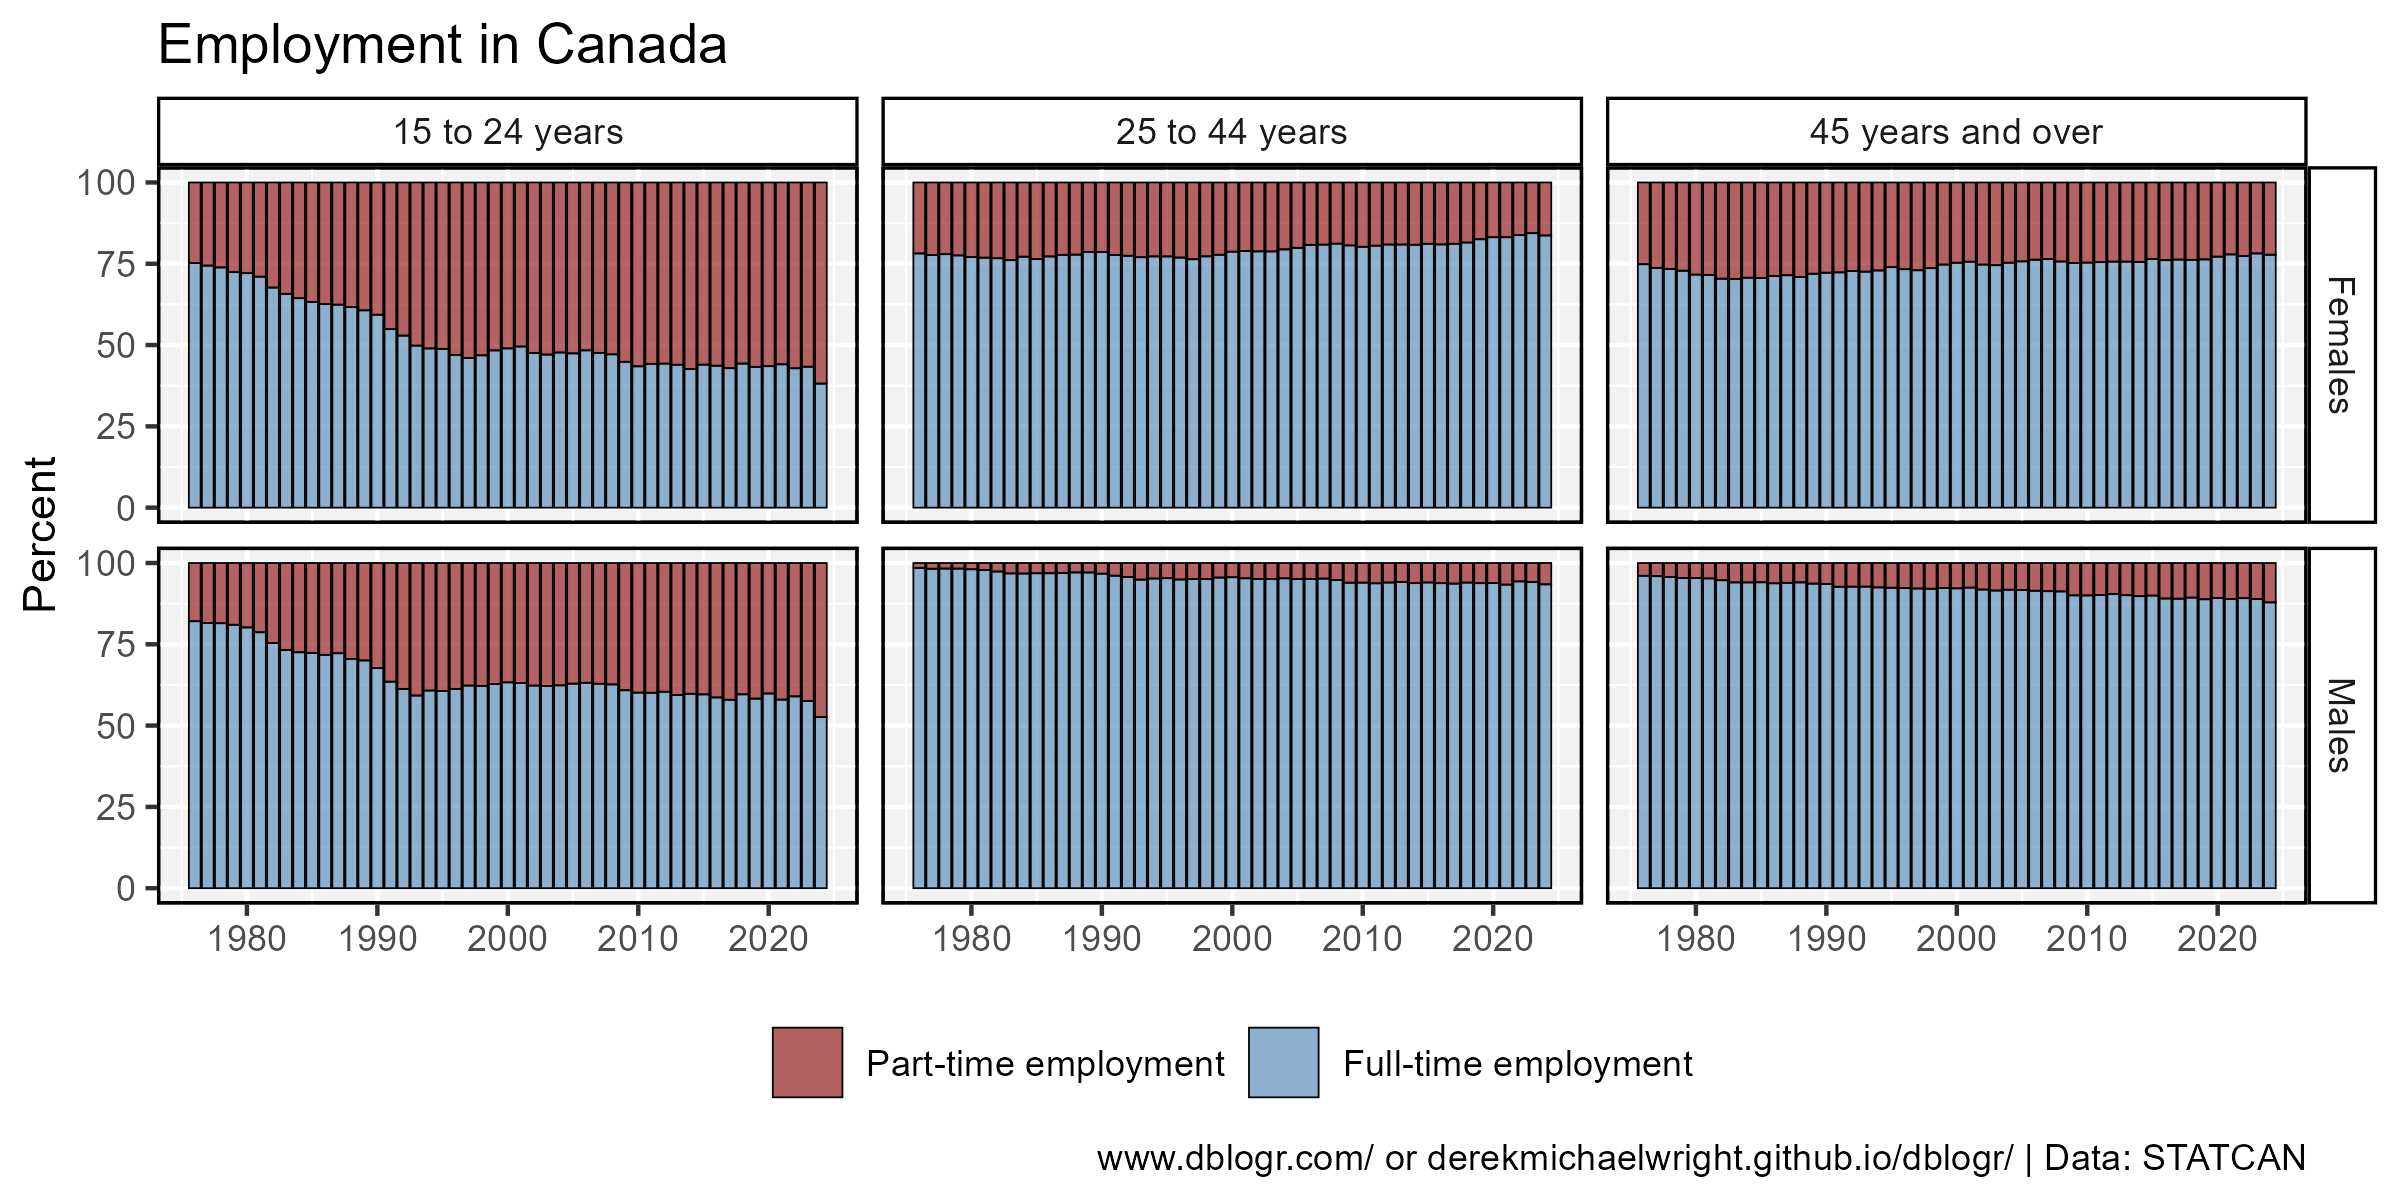 Employment in Canada
15 to 24 years
25 to 44 years
45 years and over
Percent
100
75
50
25
0
Females
100
75
50
25
0
Males
1980 1990 2000 2010 2020
1980 1990 2000 2010 2020
1980 1990 2000 2010 2020
Part-time employment
Full-time employment
www.dblogr.com/ or derekmichaelwright.github.io/dblogr/ | Data: STATCAN